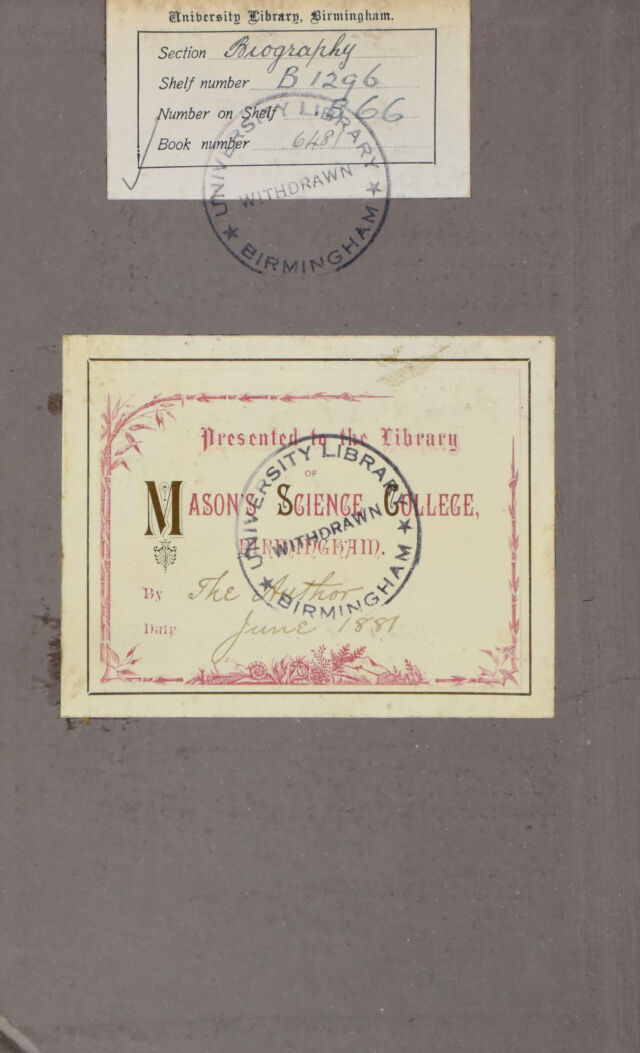 University Library, Birmingham.
Section Biography
Shelf number B 1296
Number on Shelf B66
Book number 6481
UNIVERSITY LIBRARY
WITHDRAWN
★ BIRMINGHAM ★
Presented to the Library
OF
MASON'S SCIENCE COLLEGE,
BIRMINGHAM.
By The Author
Date June 1881
UNIVERSITY LIBRARY
WITHDRAWN
★ BIRMINGHAM ★